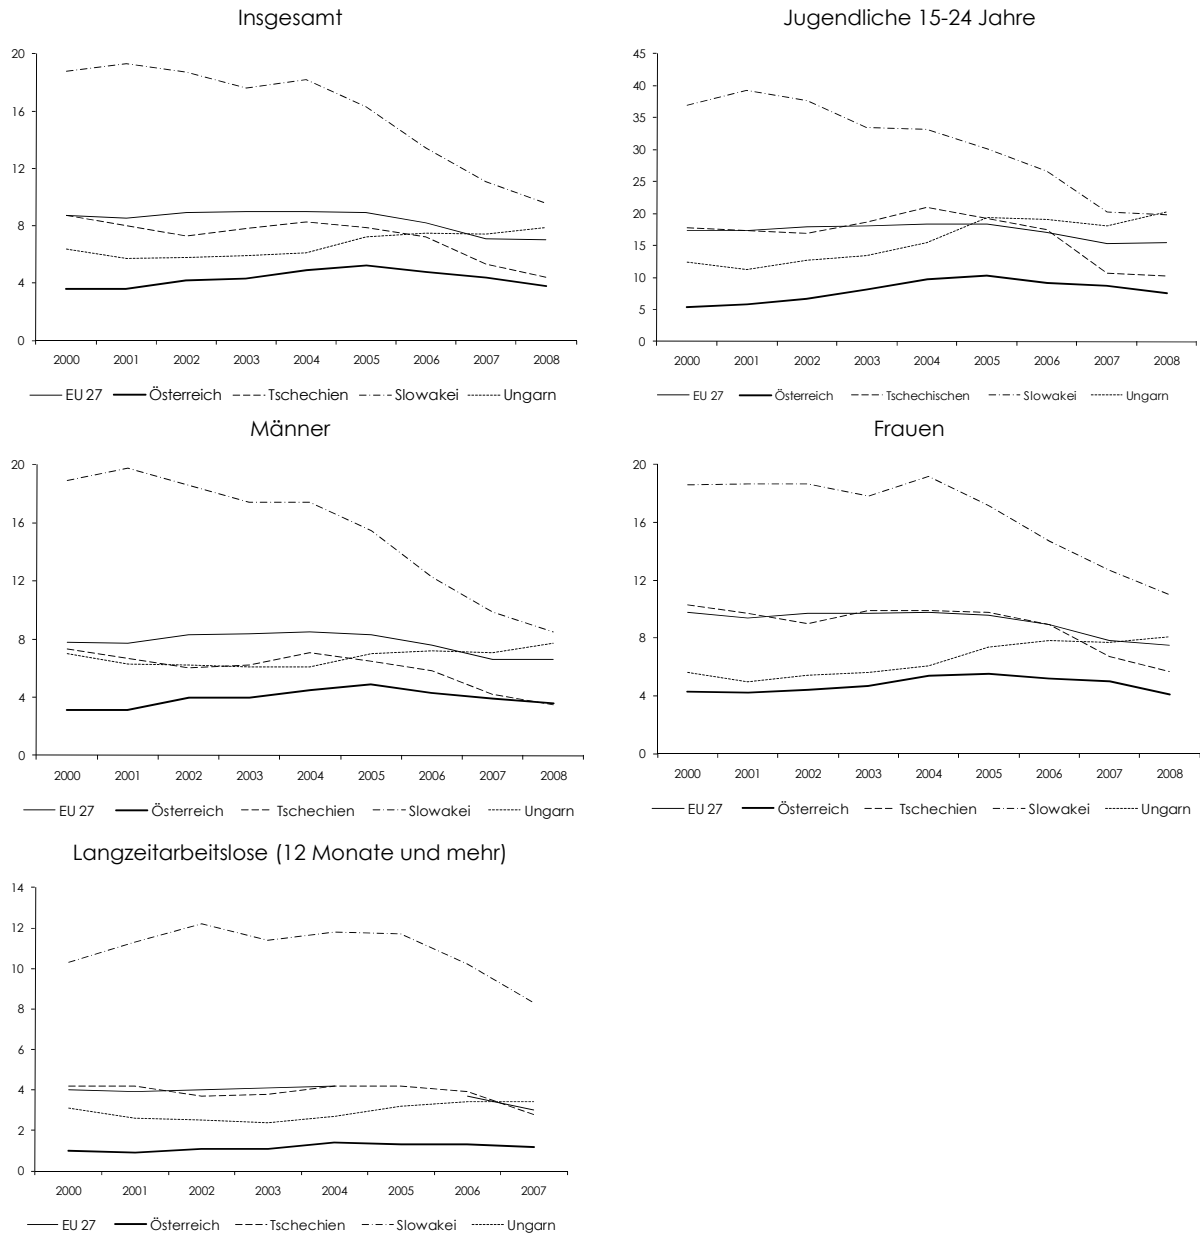 Insgesamt
20
16
12
8
4
0
2000 2001 2002 2003 2004 2005 2006 2007 2008
EU 27 Österreich Tschechien Slowakei Ungarn
Jugendliche 15-24 Jahre
45
40
35
30
25
20
15
10
5
0
2000 2001 2002 2003 2004 2005 2006 2007 2008
EU 27 Österreich Tschechischen Slowakei Ungarn
Männer
20
16
12
8
4
0
2000 2001 2002 2003 2004 2005 2006 2007 2008
EU 27 Österreich Tschechien Slowakei Ungarn
Frauen
20
16
12
8
4
0
2000 2001 2002 2003 2004 2005 2006 2007 2008
EU 27 Österreich Tschechien Slowakei Ungarn
Langzeitarbeitslose (12 Monate und mehr)
14
12
10
8
6
4
2
0
2000 2001 2002 2003 2004 2005 2006 2007
EU 27 Österreich Tschechien Slowakei Ungarn